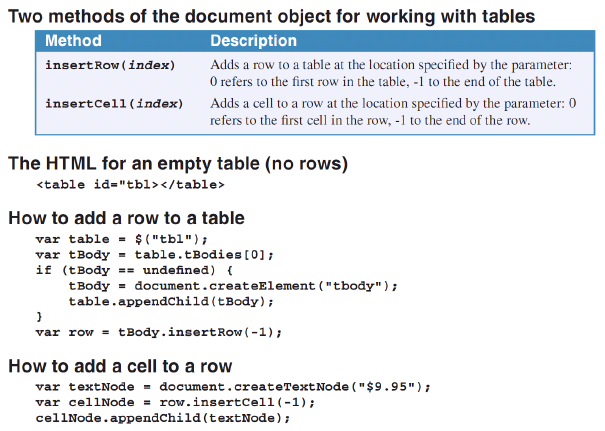 Two methods of the document object for working with tables
Method Description
insertRow(index) Adds a row to a table at the location specified by the parameter:
0 refers to the first row in the table, -1 to the end of the table.
insertCell(index) Adds a cell to a row at the location specified by the parameter: 0
refers to the first cell in the row, -1 to the end of the row.
The HTML for an empty table (no rows)
<table id="tbl></table>
How to add a row to a table
var table = $("tbl");
var tBody = table.tBodies[0];
if (tBody == undefined) {
tBody = document.createElement("tbody");
table.appendChild(tBody);
}
var row = tBody.insertRow(-1);
How to add a cell to a row
var textNode = document.createTextNode("$9.95");
var cellNode = row.insertCell(-1);
cellNode.appendChild(textNode);